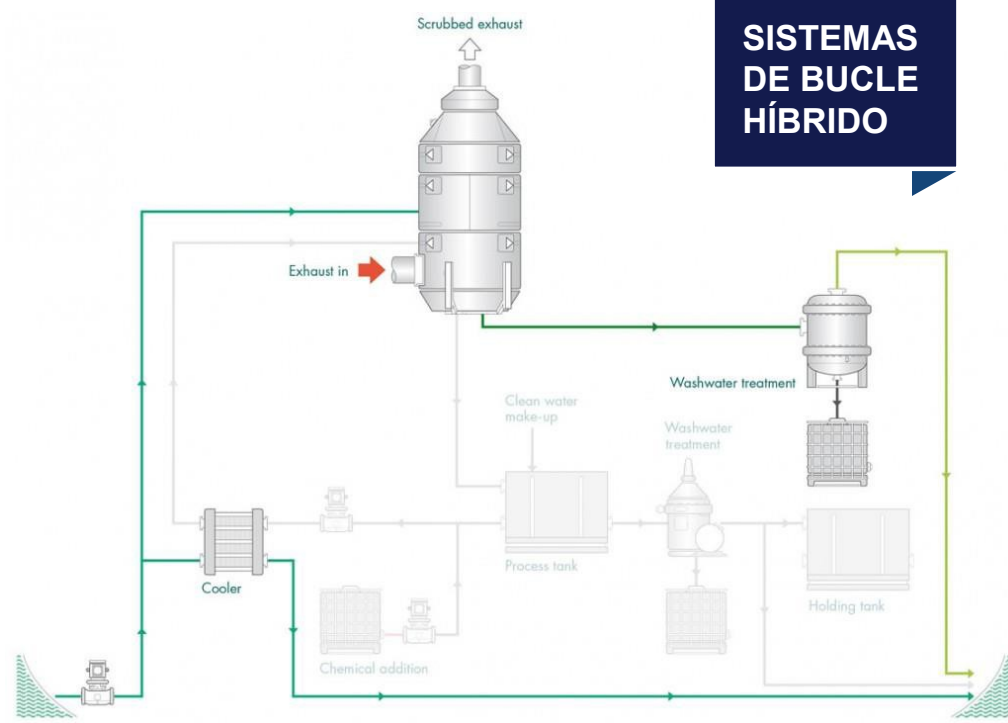 Scrubbed exhaust
SISTEMAS
DE BUCLE
HÍBRIDO
Exhaust in
Washwater treatment
Clean water
make-up
Washwater
treatment
Process tank
Cooler
Holding tank
Chemical addition